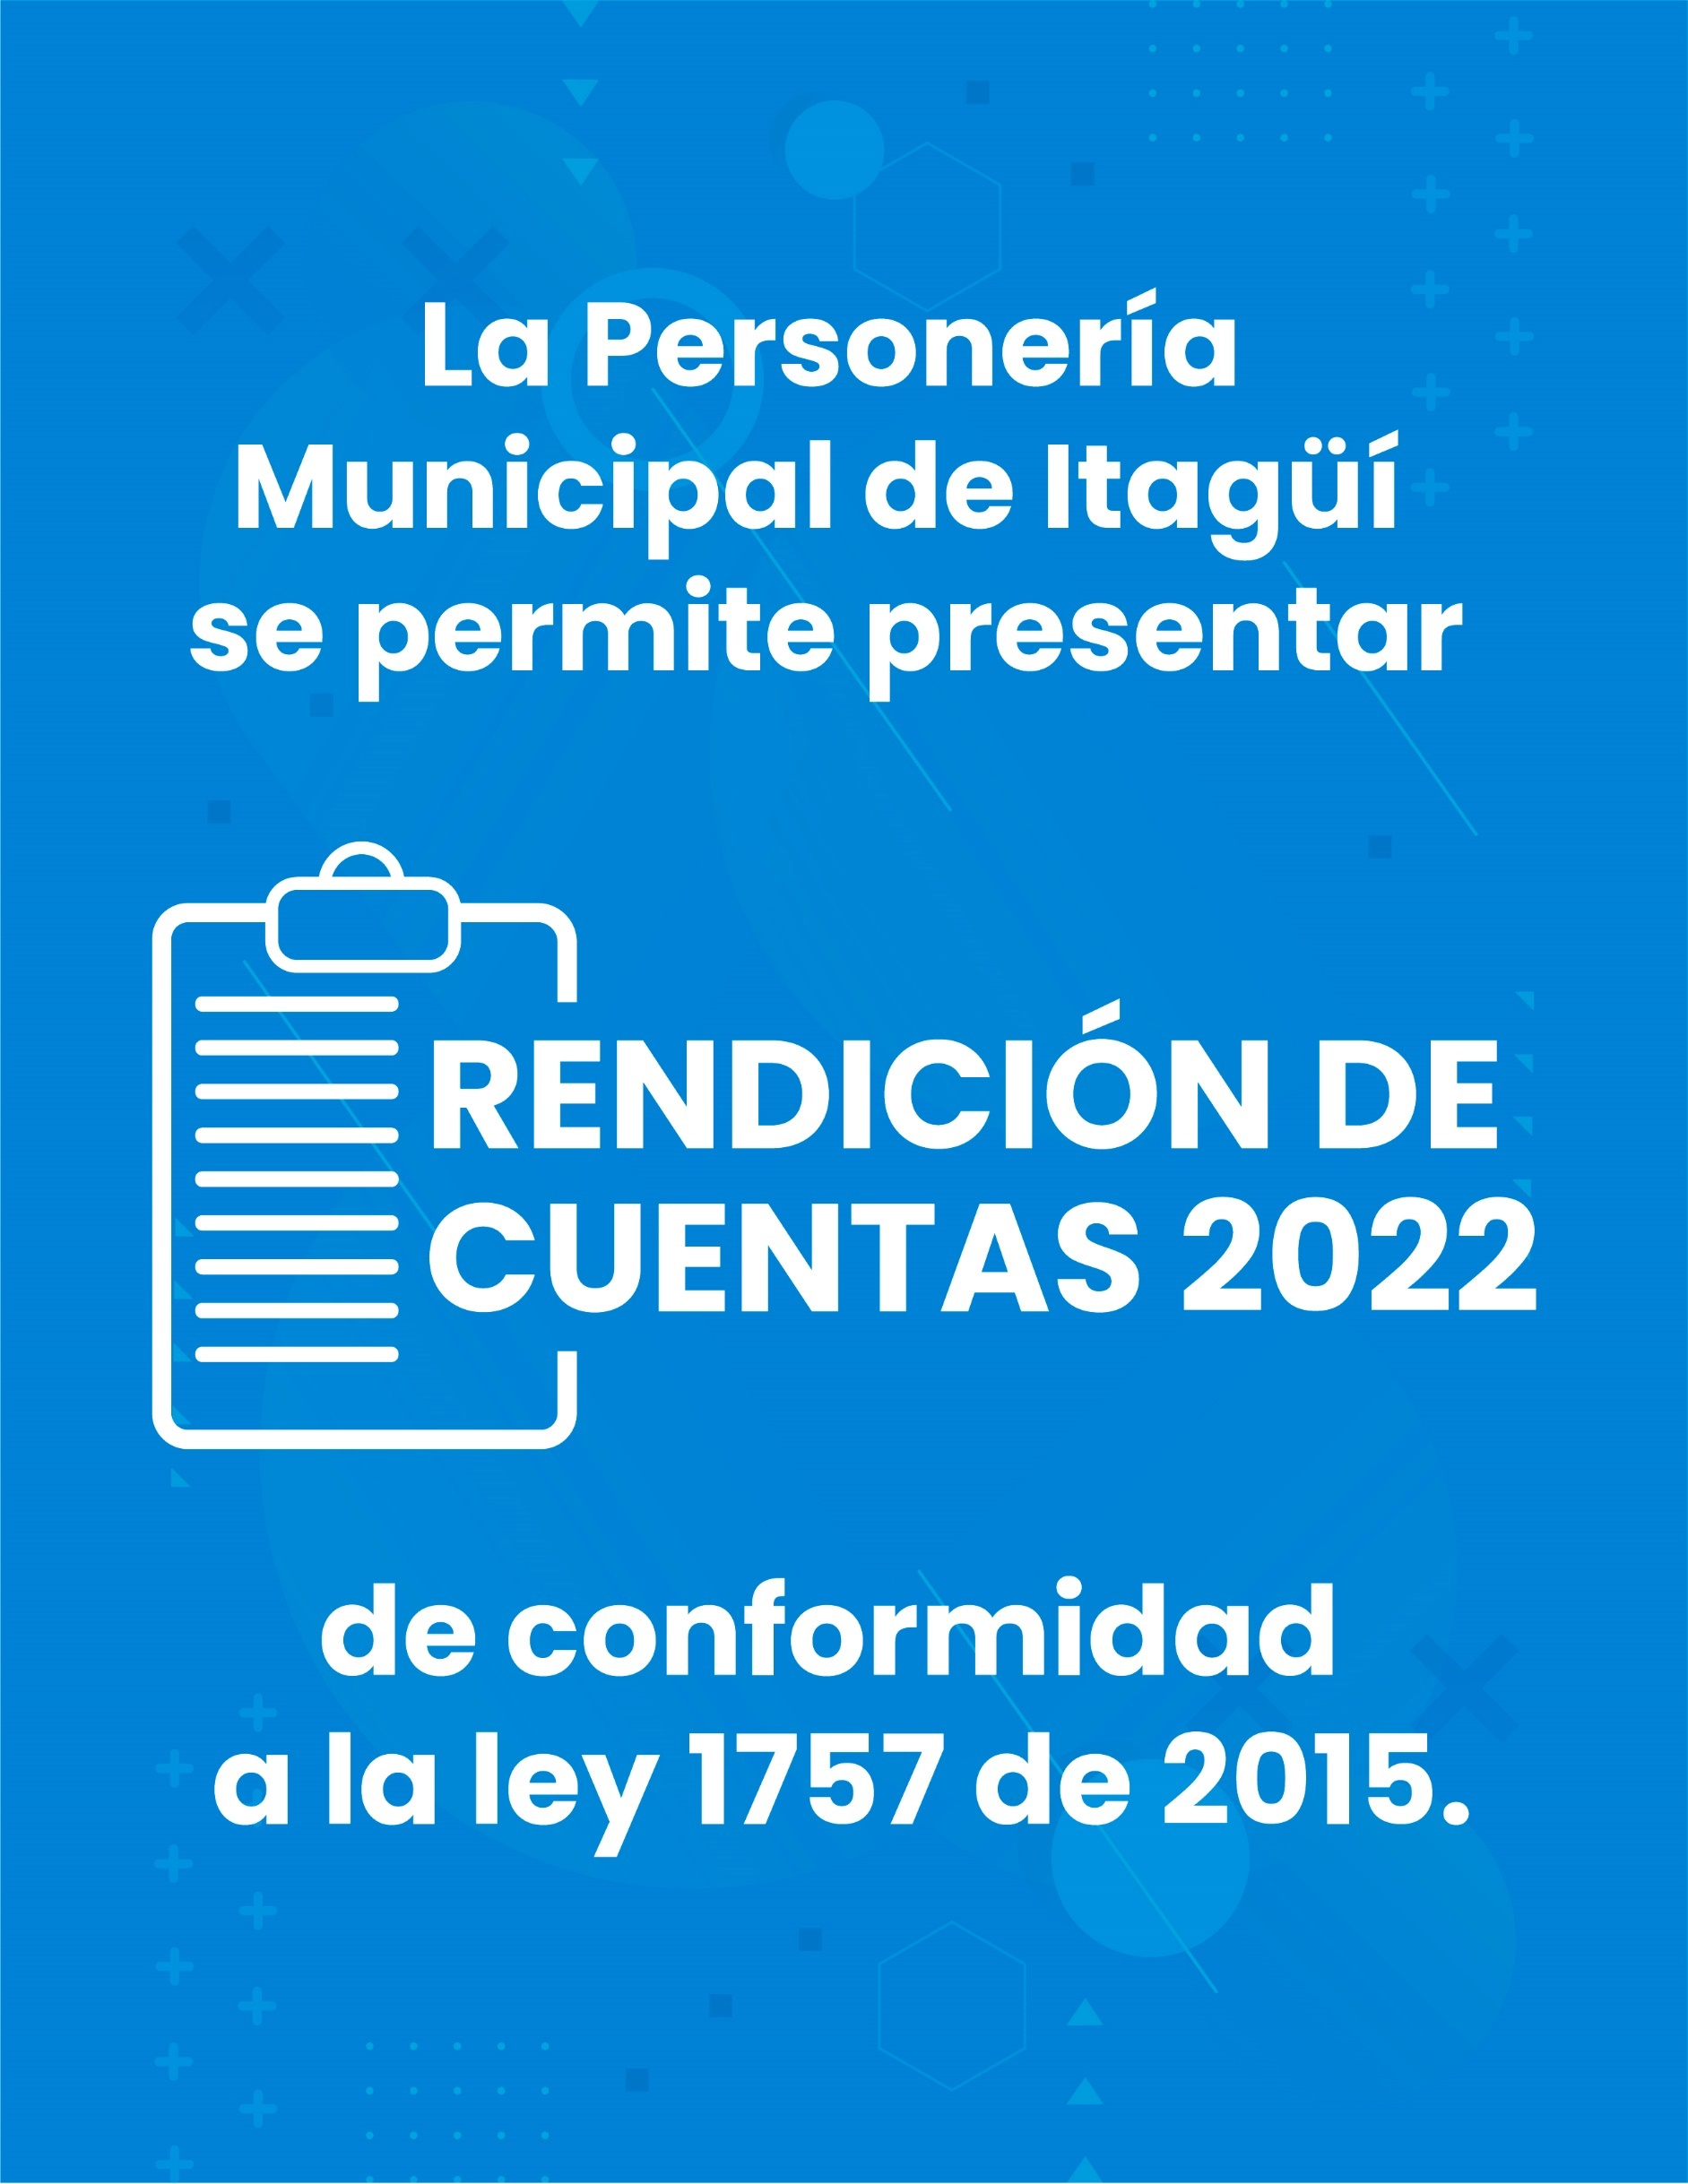 La Personería
Municipal de Itagüí
se permite presentar
RENDICIÓN DE
CUENTAS 2022
de conformidad
a la ley 1757 de 2015.